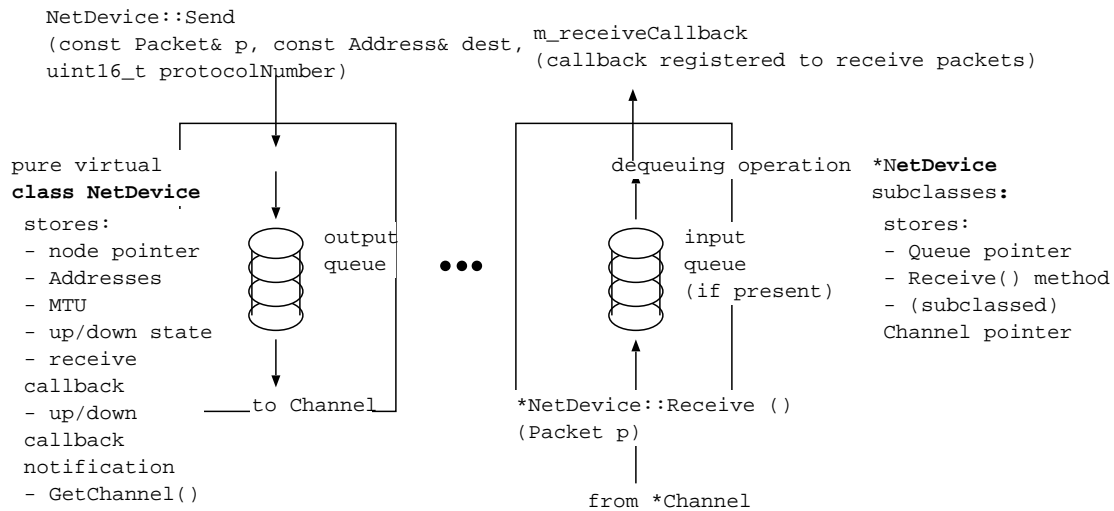 NetDevice::Send
(const Packet& p, const Address& dest,
uint16_t protocolNumber)
m_receiveCallback
(callback registered to receive packets)
pure virtual
class NetDevice
stores:
- node pointer
- Addresses
- MTU
- up/down state
- receive
callback
- up/down
callback
notification
- GetChannel()
output
queue
to Channel
dequeuing operation
input
queue
(if present)
*NetDevice::Receive ()
(Packet p)
from *Channel
*NetDevice
subclasses:
stores:
- Queue pointer
- Receive() method
- (subclassed)
Channel pointer